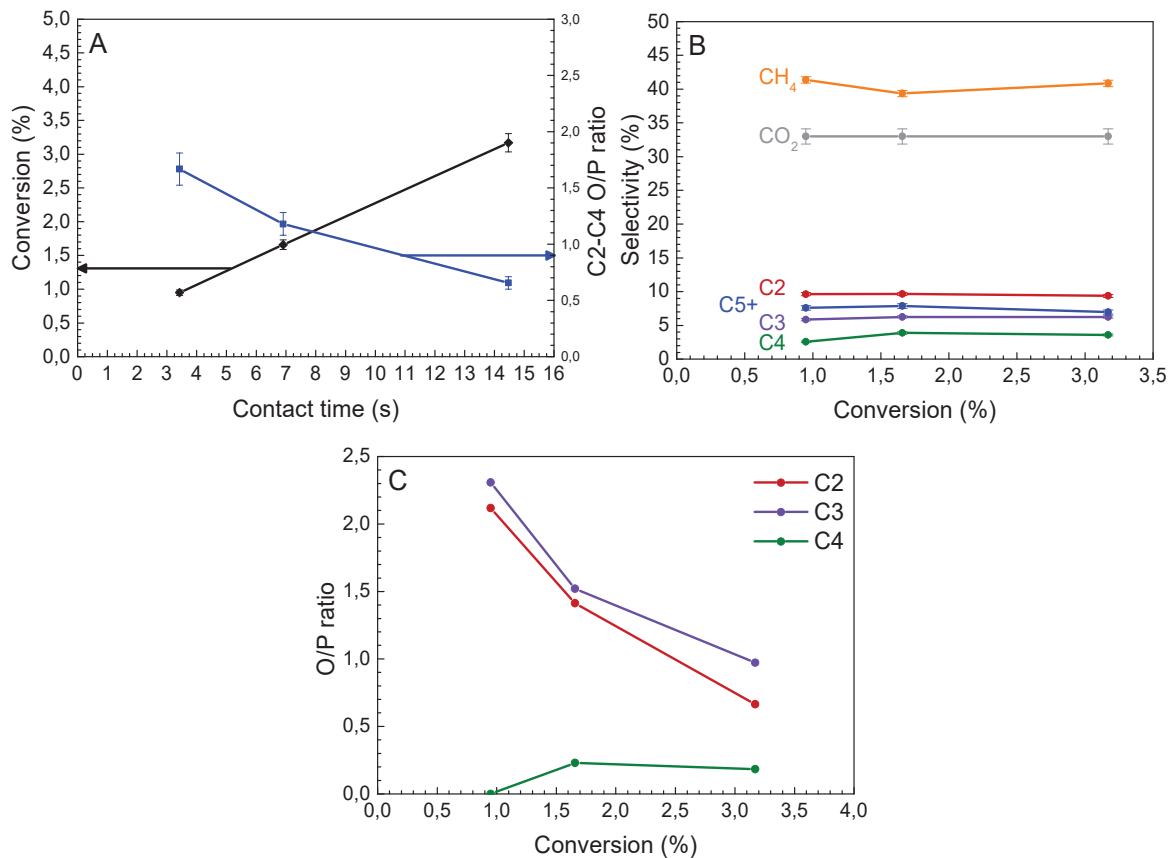 A
Conversion (%)
5,0
4,5
4,0
3,5
3,0
2,5
2,0
1,5
1,0
0,5
0,0
0 1 2 3 4 5 6 7 8 9 10 11 12 13 14 15 16
Contact time (s)
3,0
2,5
2,0
1,5
1,0
0,5
0,0
C2-C4 O/P ratio
B
Selectivity (%)
50
45
40
35
30
25
20
15
10
5
0
CH4
CO2
C2
C5+
C3
C4
0,0 0,5 1,0 1,5 2,0 2,5 3,0 3,5
Conversion (%)
C
O/P ratio
2,5
2,0
1,5
1,0
0,5
0,0
C2
C3
C4
0,0 0,5 1,0 1,5 2,0 2,5 3,0 3,5 4,0
Conversion (%)